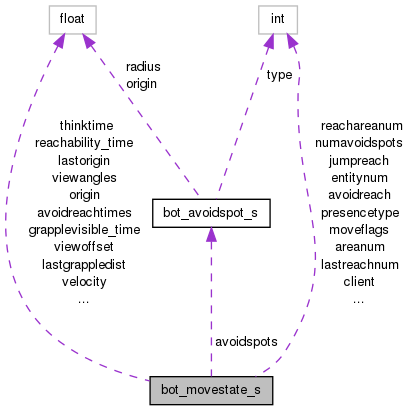 float
int
radius
origin
type
thinktime
reachability_time
lastorigin
viewangles
origin
avoidreachtimes
grapplevisible_time
viewoffset
lastgrappledist
velocity
...
reachareanum
numavoidspots
jumpreach
entitynum
avoidreach
presencetype
moveflags
areanum
lastreachnum
client
...
bot_avoidspot_s
avoidspots
bot_movestate_s